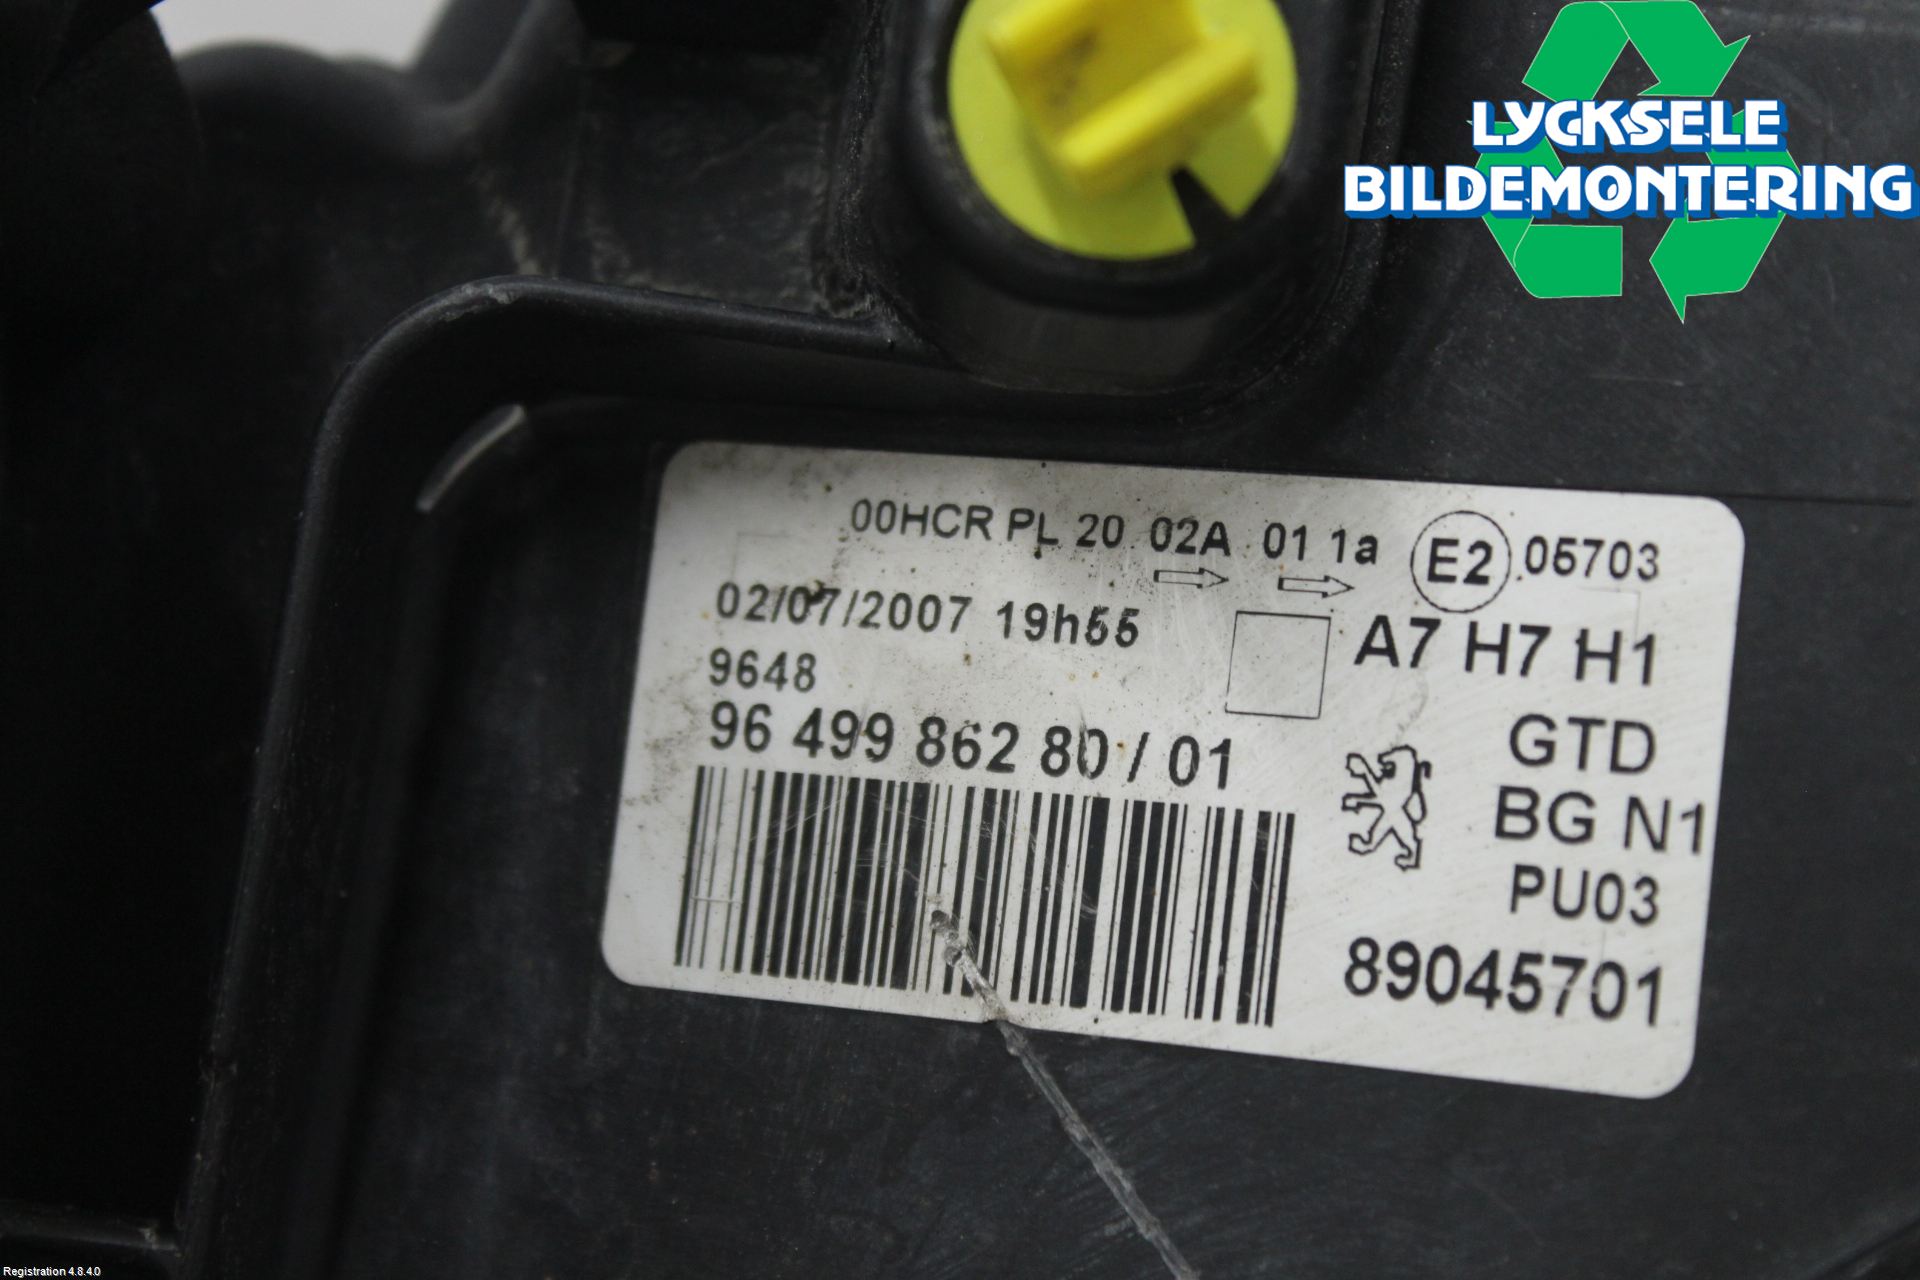 LYCKSELE
BILDEMONTERING
00HCR PL 20 02A 01 1a E2 05703
02/07/2007 19h55
A7 H7 H1
9648
96 499 862 80 / 01
GTD
BG N1
PU03
89045701
Registration 4.8.4.0